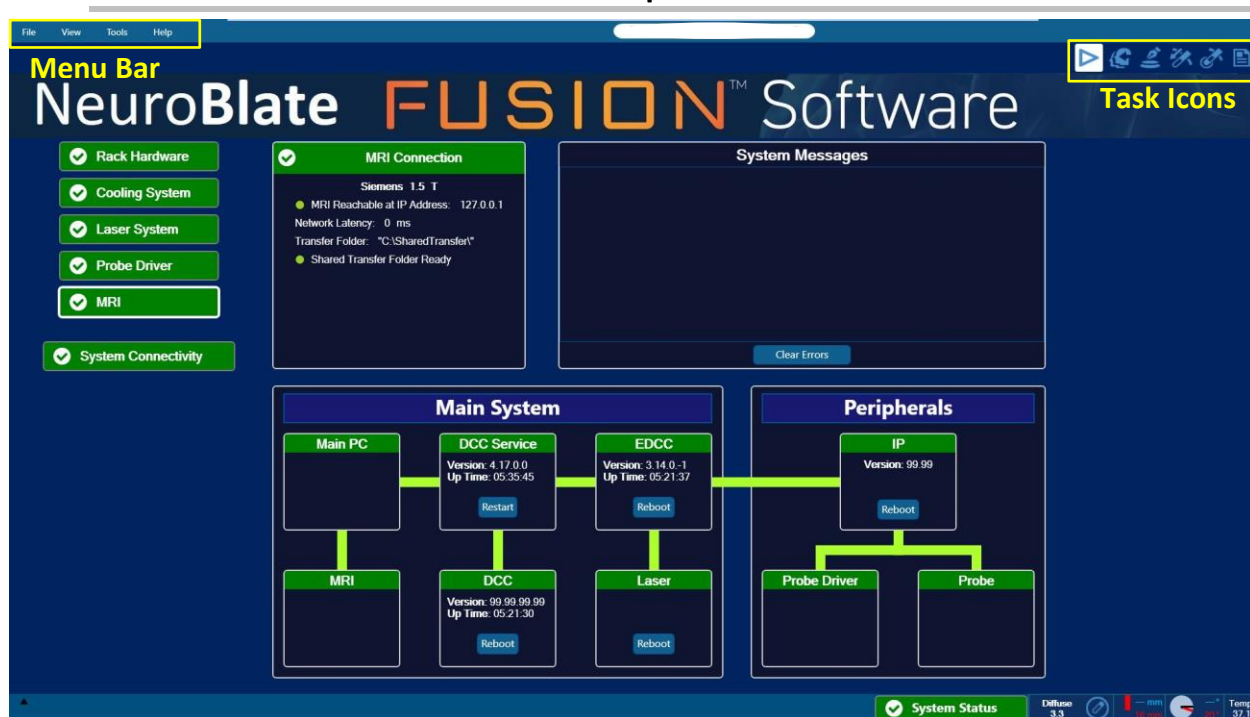 File View Tools Help
Menu Bar
Task Icons
NeuroBlate FUSION™ Software
Rack Hardware
Cooling System
Laser System
Probe Driver
MRI
System Connectivity
MRI Connection
Siemens 1.5 T
MRI Reachable at IP Address: 127.0.0.1
Network Latency: 0 ms
Transfer Folder: "C:\SharedTransfer\"
Shared Transfer Folder Ready
System Messages
Clear Errors
Main System
Main PC
DCC Service
Version: 4.17.0.0
Up Time: 05:35:45
Restart
EDCC
Version: 3.14.0.-1
Up Time: 05:21:37
Reboot
MRI
DCC
Version: 99.99.99.99
Up Time: 05:21:30
Reboot
Laser
Reboot
Peripherals
IP
Version: 99.99
Reboot
Probe Driver
Probe
System Status
Diffuse
3.3
--- mm
---°
Temp
37.1